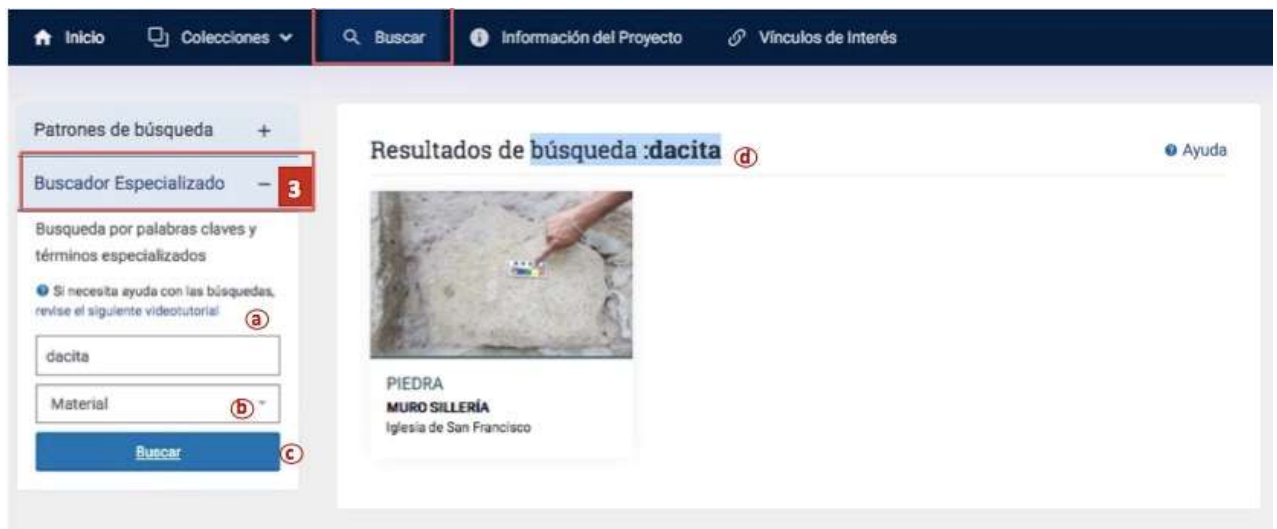 Inicio Colecciones Buscar Información del Proyecto Vínculos de Interés
Patrones de búsqueda +
Buscador Especializado – 3
Busqueda por palabras claves y
términos especializados
Si necesita ayuda con las búsquedas,
revise el siguiente videotutorial
a
dacita
Material b
Buscar c
Resultados de búsqueda :dacita d
Ayuda
PIEDRA
MURO SILLERÍA
Iglesia de San Francisco